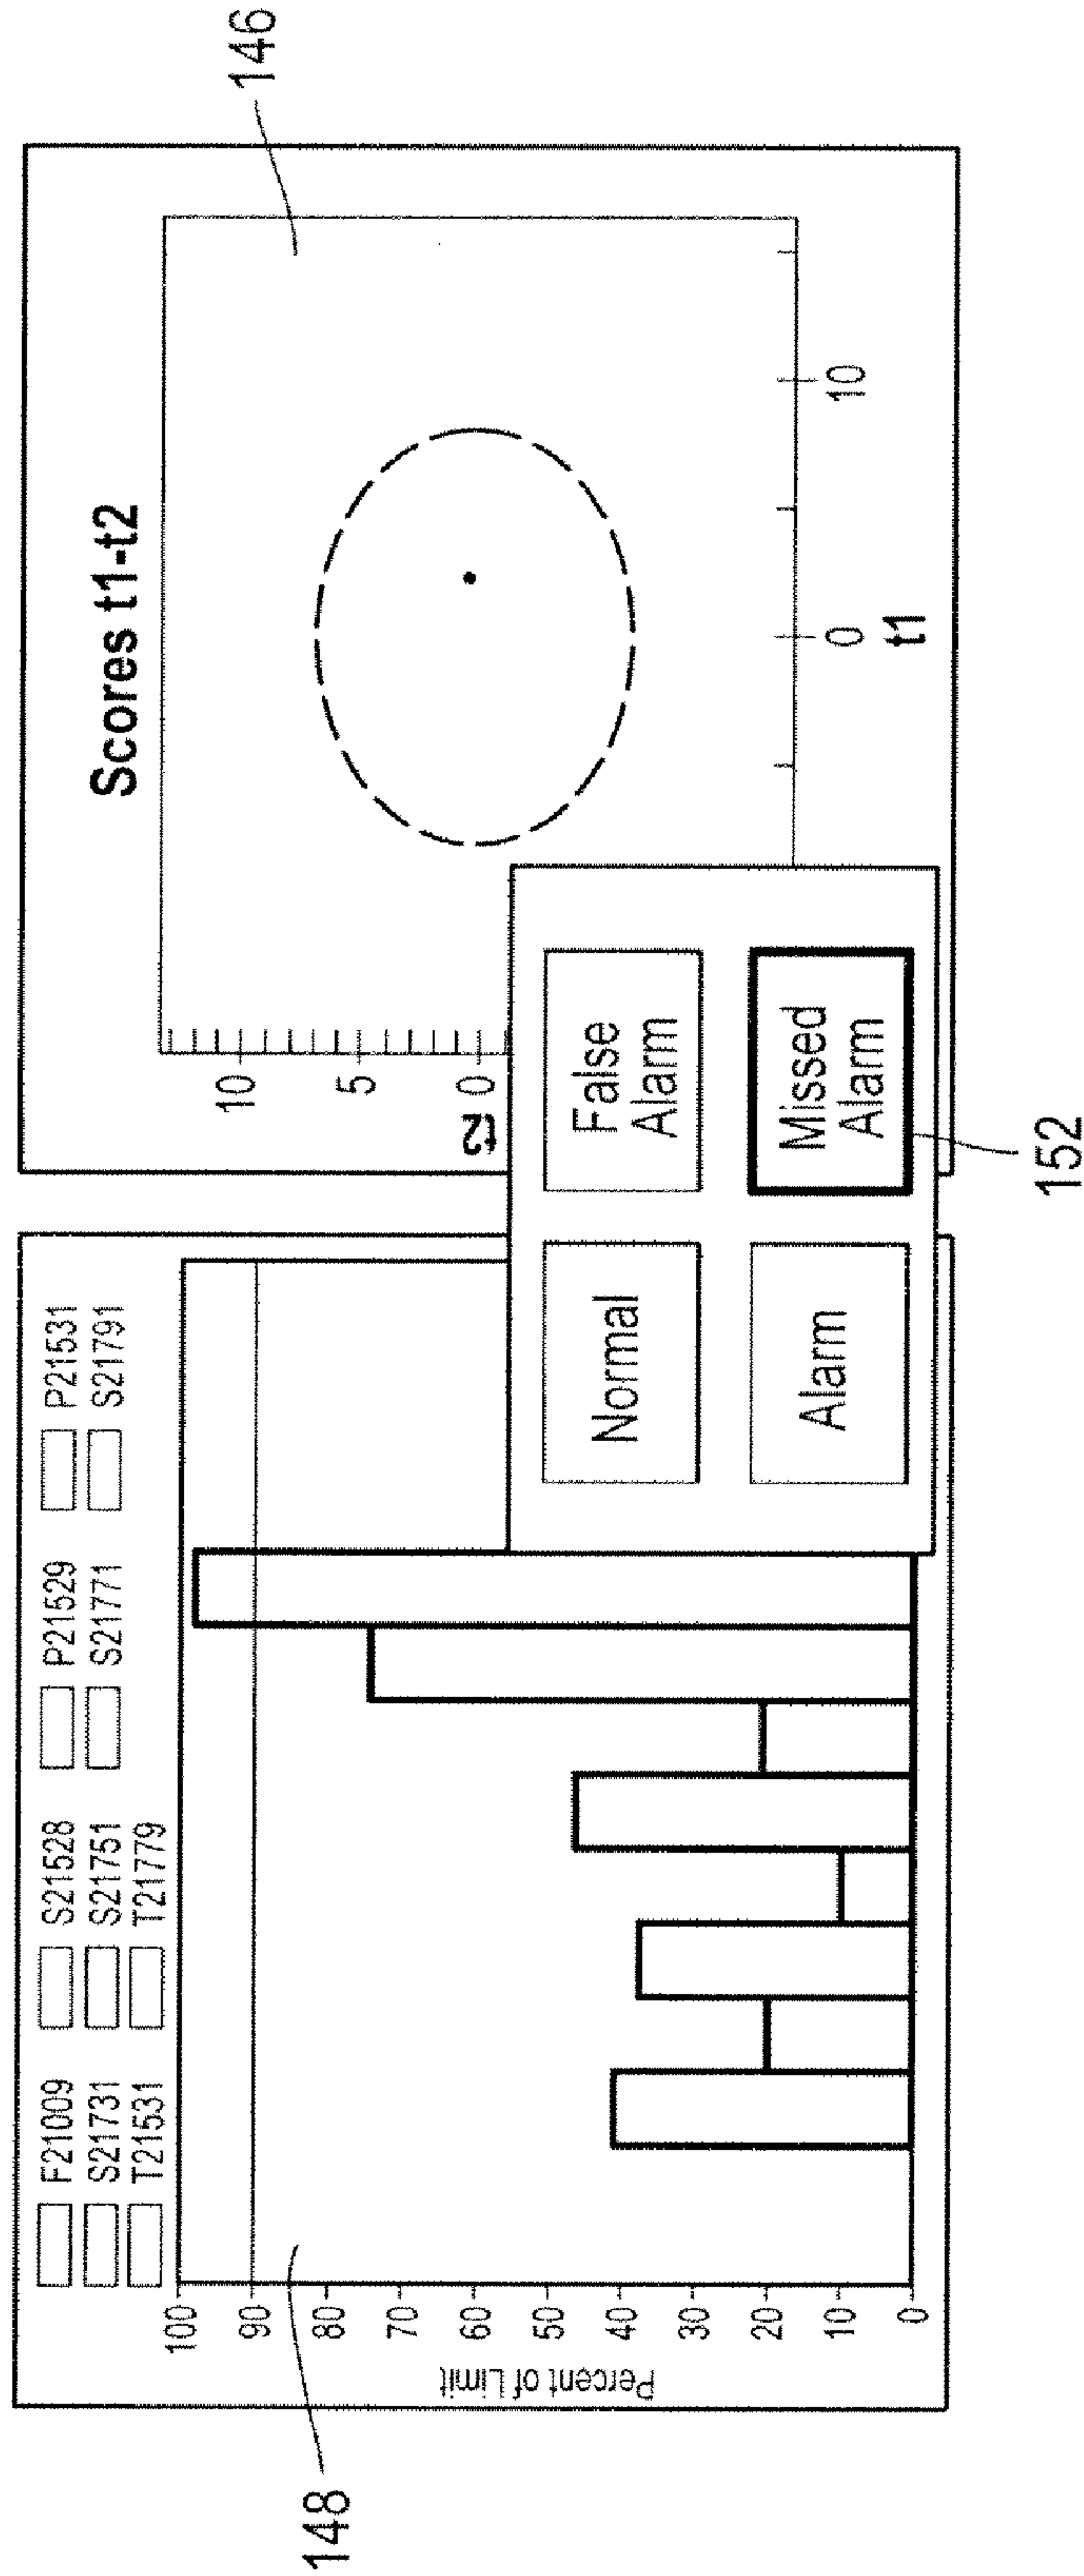 F21009 S21528 P21529 P21531
S21731 S21751 S21771 S21791
T21531 T21779
100
90
80
70
60
50
40
30
20
10
0
Percent of Limit
148
Scores t1-t2
146
10
5
0
t2
0
10
t1
Normal
False
Alarm
Alarm
Missed
Alarm
152